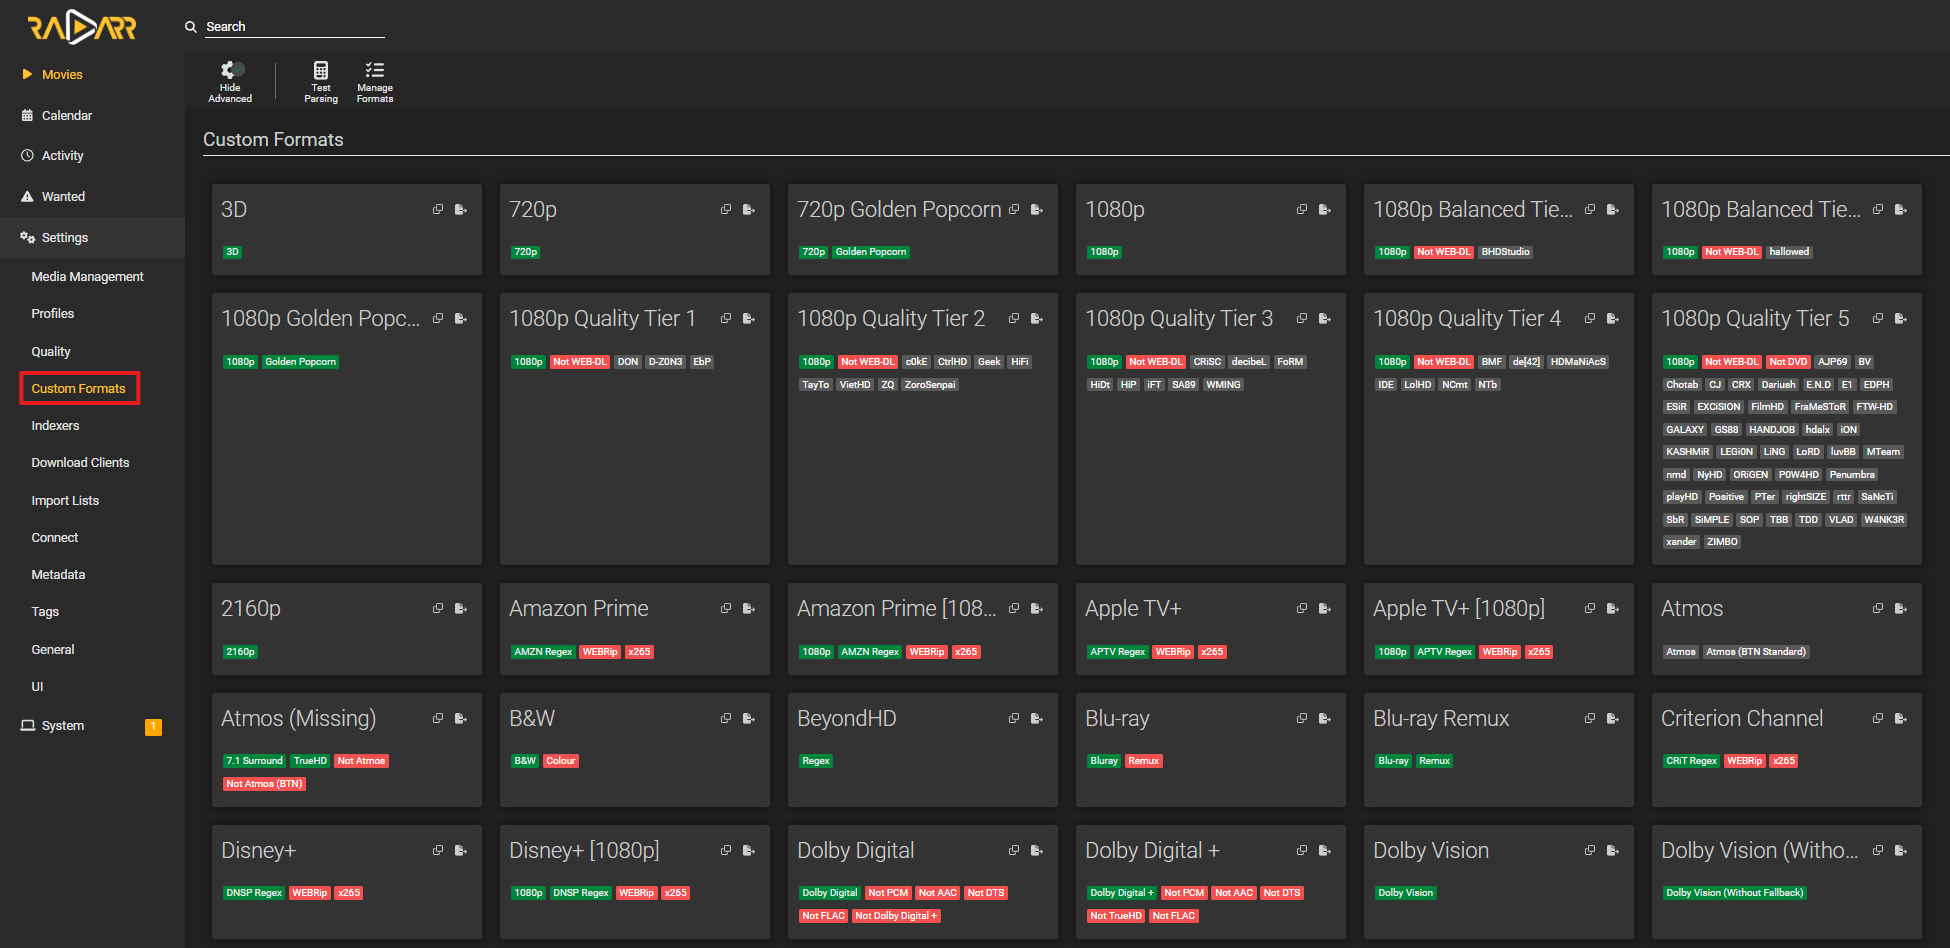 RADARR
Search
Movies
Calendar
Activity
Wanted
Settings
Media Management
Profiles
Quality
Custom Formats
Indexers
Download Clients
Import Lists
Connect
Metadata
Tags
General
UI
System 1
Hide Advanced
Test Parsing
Manage Formats
Custom Formats
3D
3D
720p
720p
720p Golden Popcorn
720p Golden Popcorn
1080p
1080p
1080p Balanced Tie...
1080p Not WEB-DL BHDStudio
1080p Balanced Tie...
1080p Not WEB-DL hallowed
1080p Golden Popc...
1080p Golden Popcorn
1080p Quality Tier 1
1080p Not WEB-DL DON D-Z0N3 EbP
1080p Quality Tier 2
1080p Not WEB-DL c0kE CtrlHD Geek HiFi
TayTo VietHD ZQ ZoroSenpai
1080p Quality Tier 3
1080p Not WEB-DL CRiSC decibeL FoRM
HiDt HiP iFT SA89 WMING
1080p Quality Tier 4
1080p Not WEB-DL BMF de[42] HDMaNiAcS
IDE LolHD NCmt NTb
1080p Quality Tier 5
1080p Not WEB-DL Not DVD AJP69 BV
Chotab CJ CRX Dariush E.N.D E1 EDPH
ESiR EXCiSION FilmHD FraMeSToR FTW-HD
GALAXY GS88 HANDJOB hdalx iON
KASHMiR LEGi0N LiNG LoRD luvBB MTeam
nmd NyHD ORiGEN P0W4HD Penumbra
playHD Positive PTer rightSIZE rttr SaNcTi
SbR SiMPLE SOP TBB TDD VLAD W4NK3R
xander ZIMBO
2160p
2160p
Amazon Prime
AMZN Regex WEBRip x265
Amazon Prime [108...
1080p AMZN Regex WEBRip x265
Apple TV+
APTV Regex WEBRip x265
Apple TV+ [1080p]
1080p APTV Regex WEBRip x265
Atmos
Atmos Atmos (BTN Standard)
Atmos (Missing)
7.1 Surround TrueHD Not Atmos
Not Atmos (BTN)
B&W
B&W Colour
BeyondHD
Regex
Blu-ray
Bluray Remux
Blu-ray Remux
Blu-ray Remux
Criterion Channel
CRiT Regex WEBRip x265
Disney+
DNSP Regex WEBRip x265
Disney+ [1080p]
1080p DNSP Regex WEBRip x265
Dolby Digital
Dolby Digital Not PCM Not AAC Not DTS
Not FLAC Not Dolby Digital +
Dolby Digital +
Dolby Digital + Not PCM Not AAC Not DTS
Not TrueHD Not FLAC
Dolby Vision
Dolby Vision
Dolby Vision (Witho...
Dolby Vision (Without Fallback)